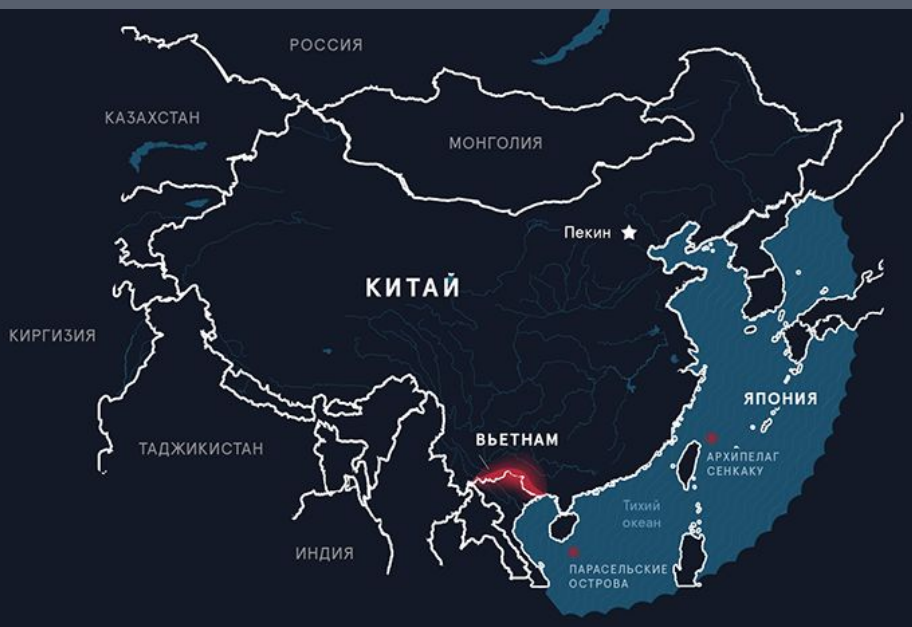 РОССИЯ
КАЗАХСТАН
МОНГОЛИЯ
Пекин
КИТАЙ
КИРГИЗИЯ
ЯПОНИЯ
ВЬЕТНАМ
ТАДЖИКИСТАН
АРХИПЕЛАГ
СЕНКАКУ
Тихий
океан
ИНДИЯ
ПАРАСЕЛЬСКИЕ
ОСТРОВА